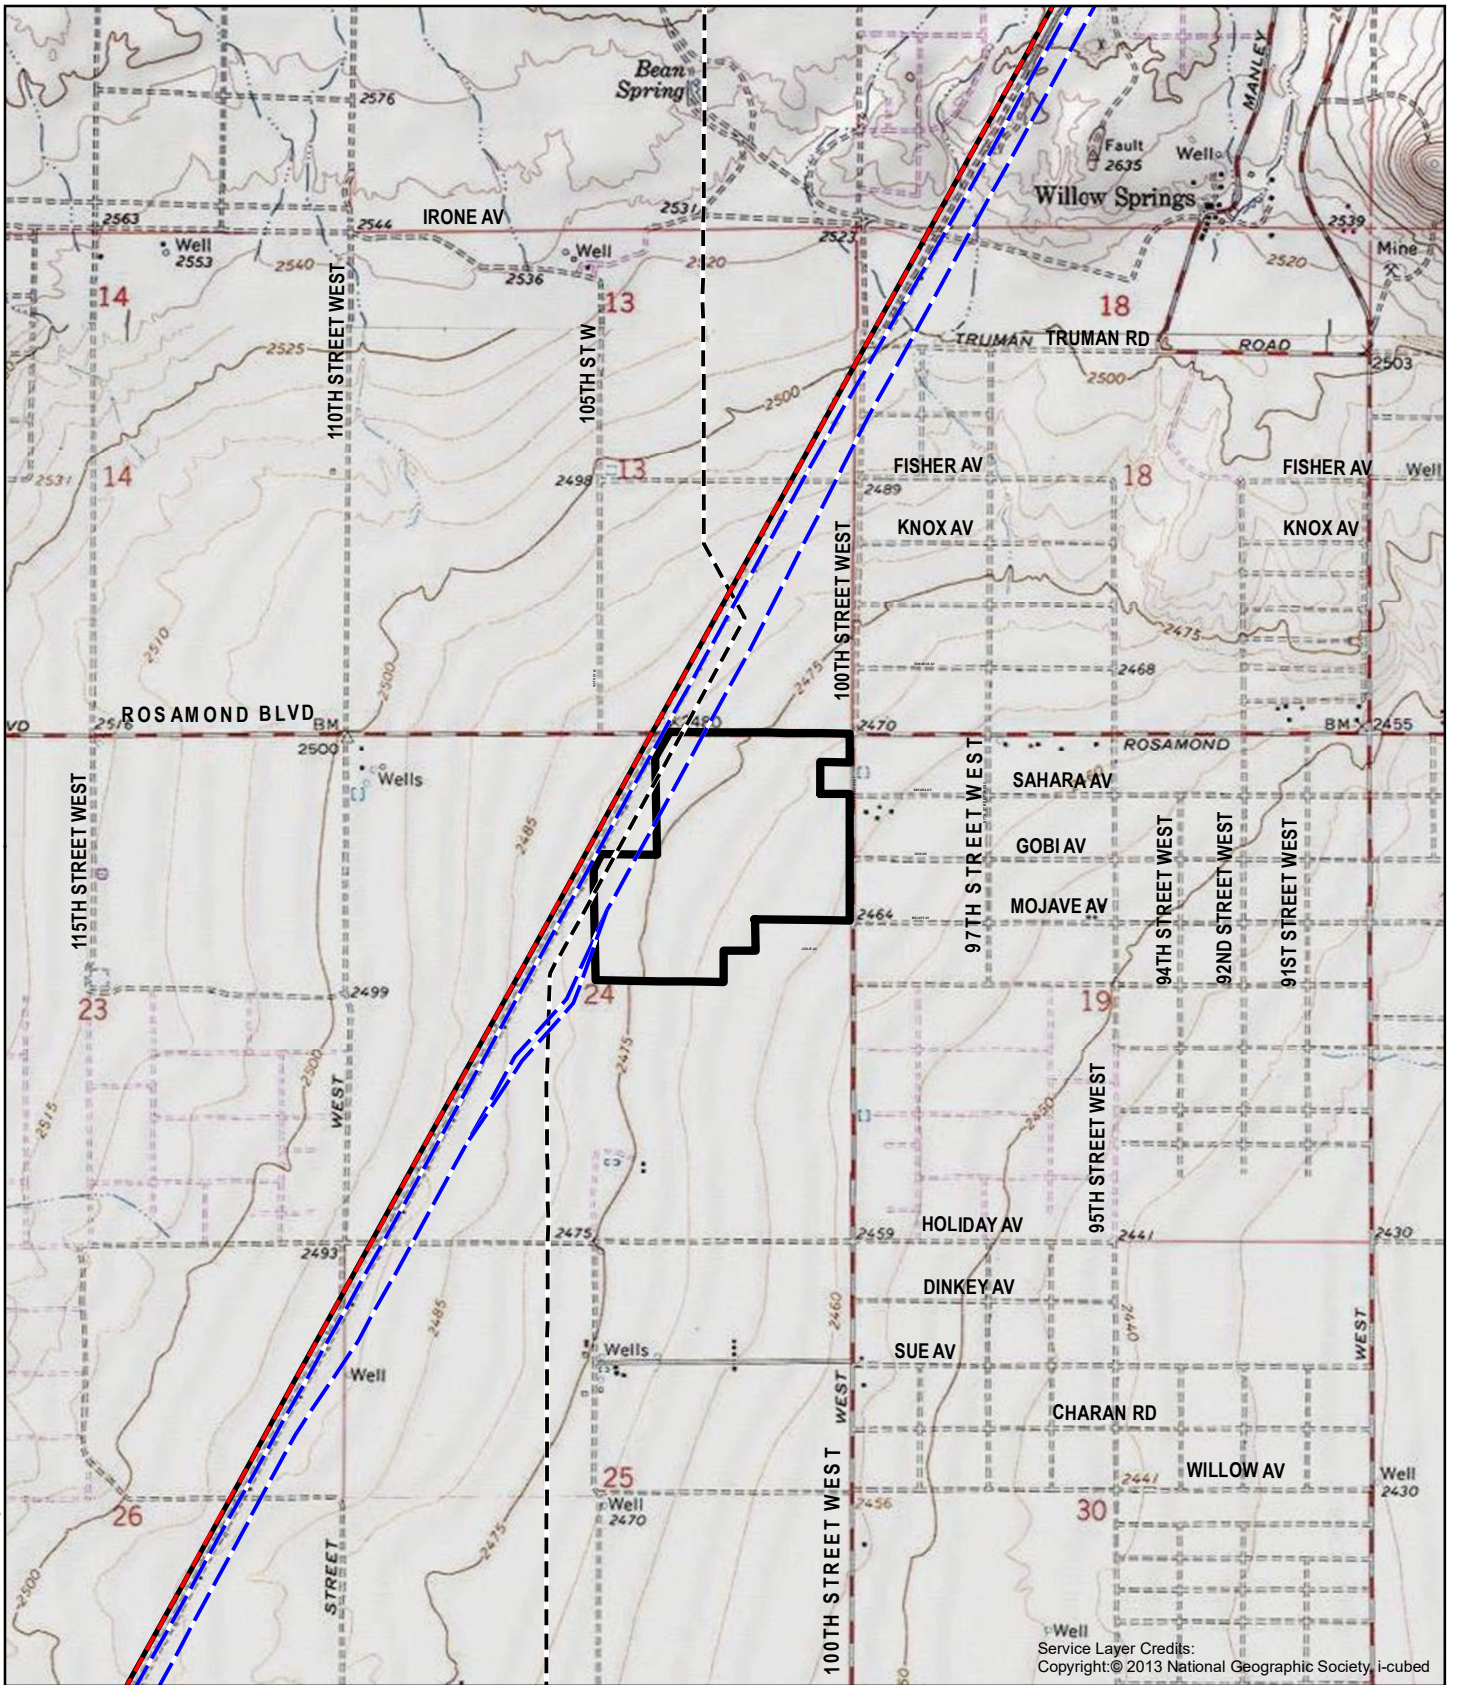 Bean
Spring
MANLEY
2576
Fault
2635
Well
Willow Springs
2563
IRONE AV
2544
2531
2523
2539
Well
2553
2540
Well
2536
2520
2520
Mine
14
13
18
110TH STREET WEST
105TH ST W
TRUMAN
TRUMAN RD
ROAD
2525
2500
2500
2503
2531
14
2498
13
FISHER AV
18
FISHER AV
Well
2489
KNOX AV
KNOX AV
100TH STREET WEST
2510
2475
2500
2475
2468
ROSAMOND BLVD
VD
2516
BM
2500
2470
BM
2455
ROSAMOND
Wells
115TH STREET WEST
2485
97TH STREET WEST
SAHARA AV
GOBI AV
MOJAVE AV
94TH STREET WEST
92ND STREET WEST
91ST STREET WEST
2464
23
2499
24
19
2500
2475
2515
WEST
2450
95TH STREET WEST
HOLIDAY AV
2493
2475
2459
2441
2430
DINKEY AV
2485
2460
2440
WEST
Wells
SUE AV
Well
WEST
CHARAN RD
100TH STREET WEST
25
Well
2470
2441
WILLOW AV
Well
2430
26
2456
30
2475
2500
STREET
Well
50
Service Layer Credits:
Copyright:© 2013 National Geographic Society, i-cubed